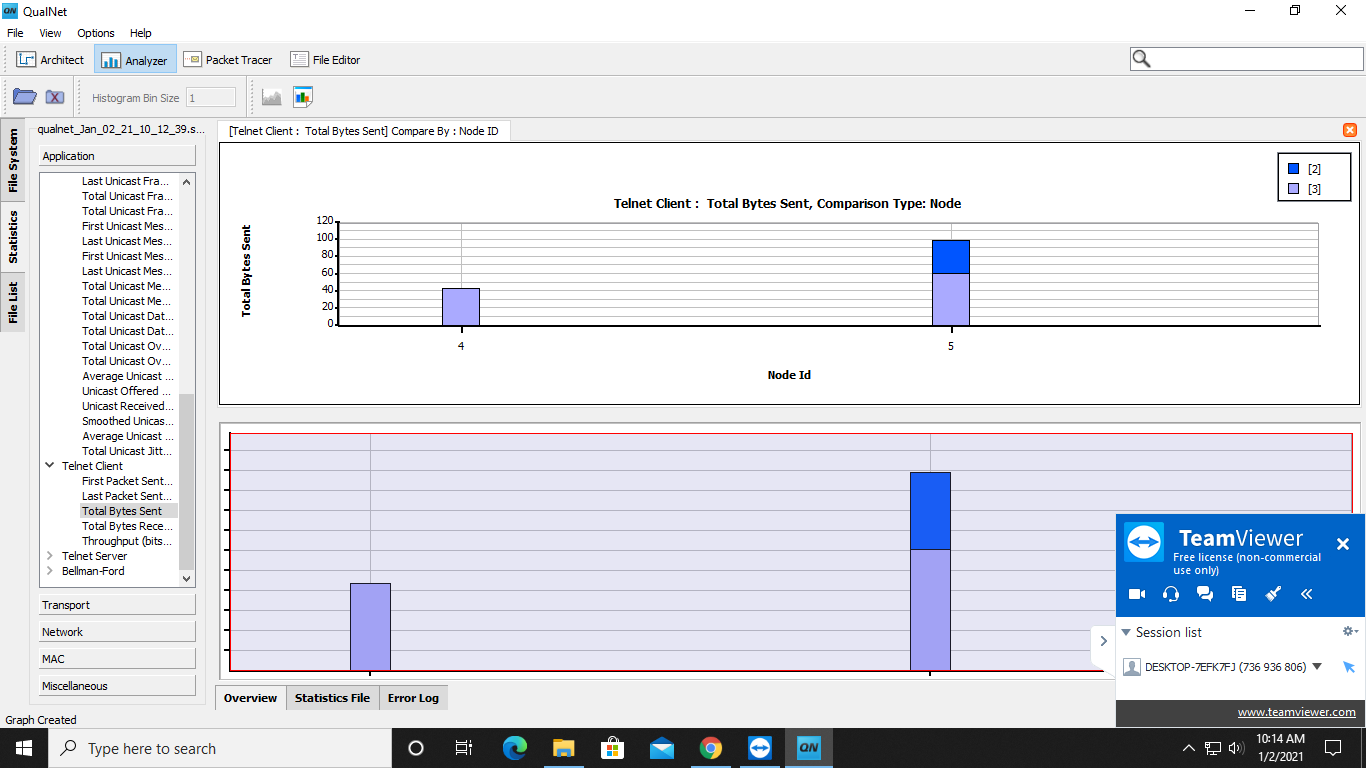 QN QualNet
File View Options Help
Architect Analyzer Packet Tracer File Editor
Histogram Bin Size 1
File System
Statistics
File List
qualnet_Jan_02_21_10_12_39.s...
Application
Last Unicast Fra...
Total Unicast Fra...
Total Unicast Fra...
First Unicast Mes...
Last Unicast Mes...
First Unicast Mes...
Last Unicast Mes...
Total Unicast Me...
Total Unicast Me...
Total Unicast Dat...
Total Unicast Dat...
Total Unicast Ov...
Total Unicast Ov...
Average Unicast ...
Unicast Offered ...
Unicast Received...
Smoothed Unicas...
Average Unicast ...
Total Unicast Jitt...
Telnet Client
First Packet Sent...
Last Packet Sent...
Total Bytes Sent
Total Bytes Rece...
Throughput (bits...
Telnet Server
Bellman-Ford
Transport
Network
MAC
Miscellaneous
[Telnet Client : Total Bytes Sent] Compare By : Node ID
[2]
[3]
Telnet Client : Total Bytes Sent, Comparison Type: Node
Total Bytes Sent
120
100
80
60
40
20
0
4 5
Node Id
Overview Statistics File Error Log
TeamViewer
Free license (non-commercial
use only)
Session list
DESKTOP-7EFK7FJ (736 936 806)
www.teamviewer.com
Graph Created
Type here to search
QN
10:14 AM
1/2/2021